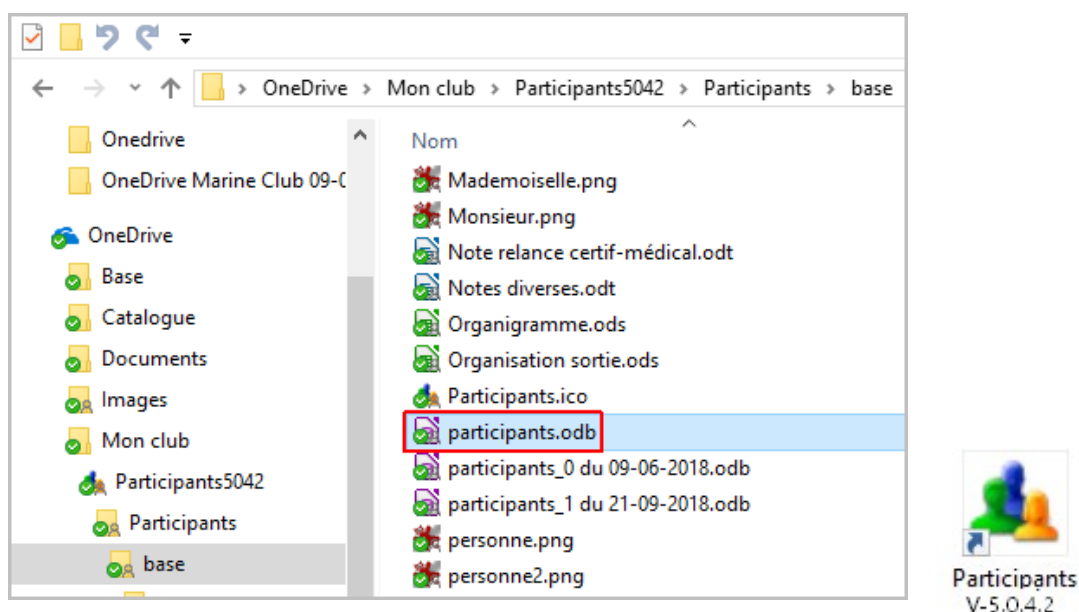 OneDrive > Mon club > Participants5042 > Participants > base
Onedrive
OneDrive Marine Club 09-0
OneDrive
Base
Catalogue
Documents
Images
Mon club
Participants5042
Participants
base
Nom
Mademoiselle.png
Monsieur.png
Note relance certif-médical.odt
Notes diverses.odt
Organigramme.ods
Organisation sortie.ods
Participants.ico
participants.odb
participants_0 du 09-06-2018.odb
participants_1 du 21-09-2018.odb
personne.png
personne2.png
Participants
V-5.0.4.2